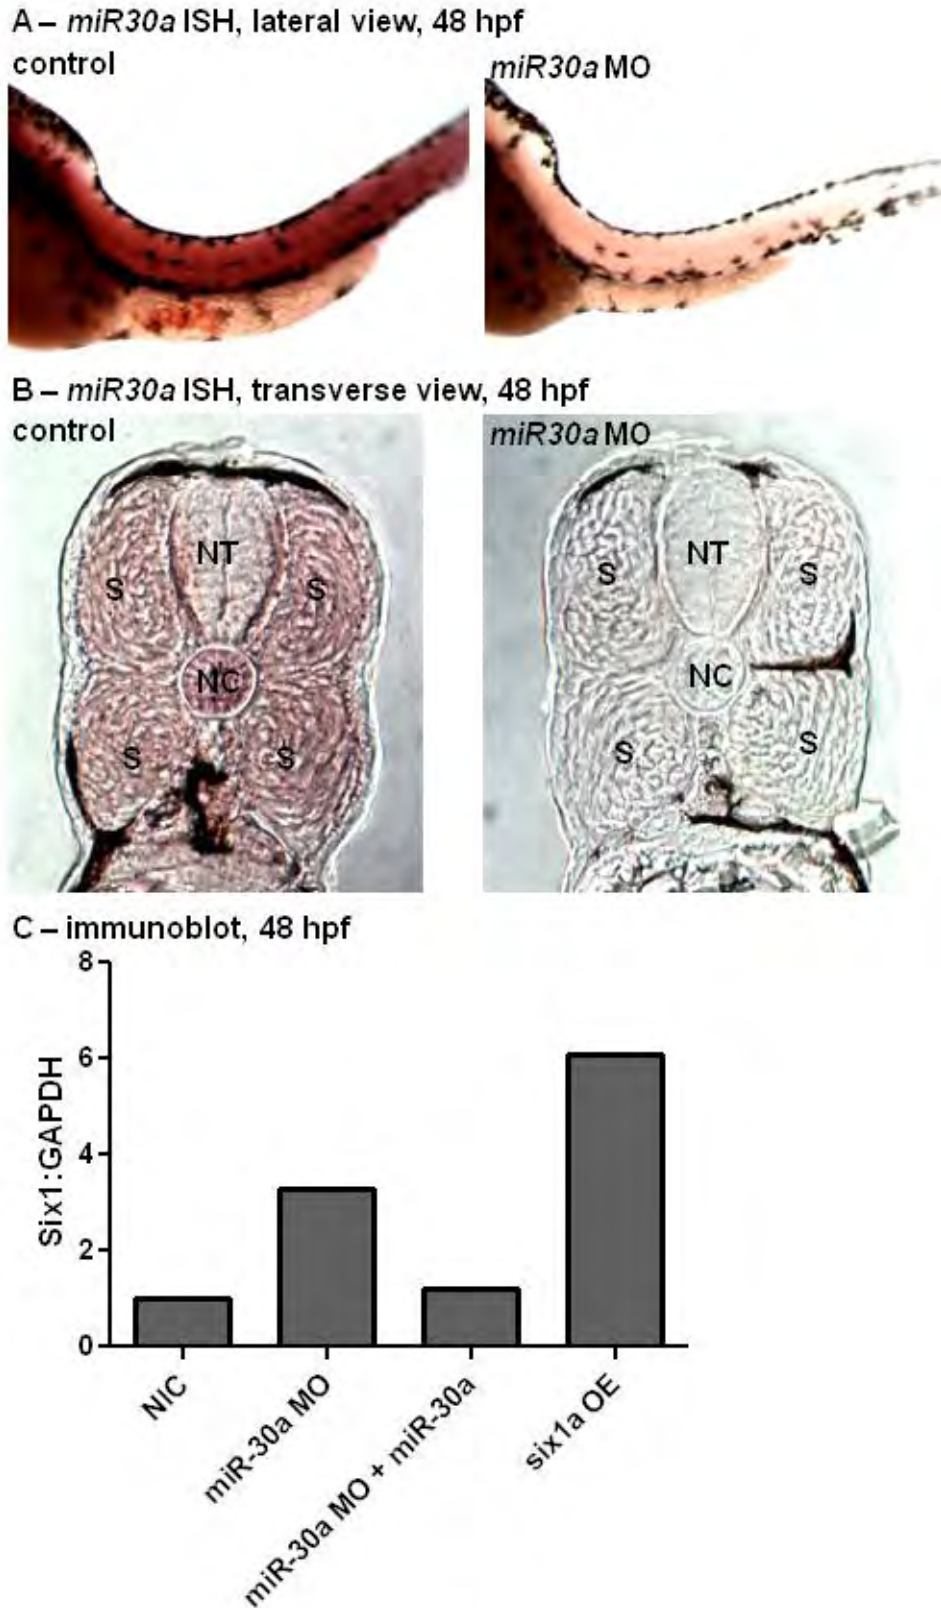 A – miR30a ISH, lateral view, 48 hpf
control
miR30a MO
B – miR30a ISH, transverse view, 48 hpf
control
miR30a MO
NT
S
S
NC
S
S
NT
S
S
NC
S
S
C – immunoblot, 48 hpf
8
6
4
2
0
Six1:GAPDH
NIC
miR-30a MO
miR-30a MO + miR-30a
six1a OE